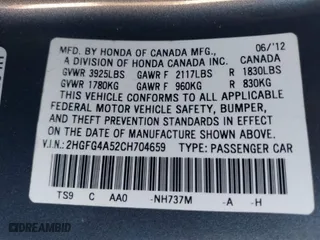 MFD. BY HONDA OF CANADA MFG., 06/'12
A DIVISION OF HONDA CANADA INC. CANADA
GVWR 3925LBS GAWR F 2117LBS R 1830LBS
GVWR 1780KG GAWR F 960KG R 830KG
THIS VEHICLE CONFORMS TO ALL APPLICABLE
FEDERAL MOTOR VEHICLE SAFETY, BUMPER,
AND THEFT PREVENTION STANDARDS IN EFFECT ON
THE DATE OF MANUFACTURE SHOWN ABOVE.
V.I.N.: 2HGFG4A52CH704659 TYPE: PASSENGER CAR
TS9 C AA0 -NH737M -A -H
DREAMBID